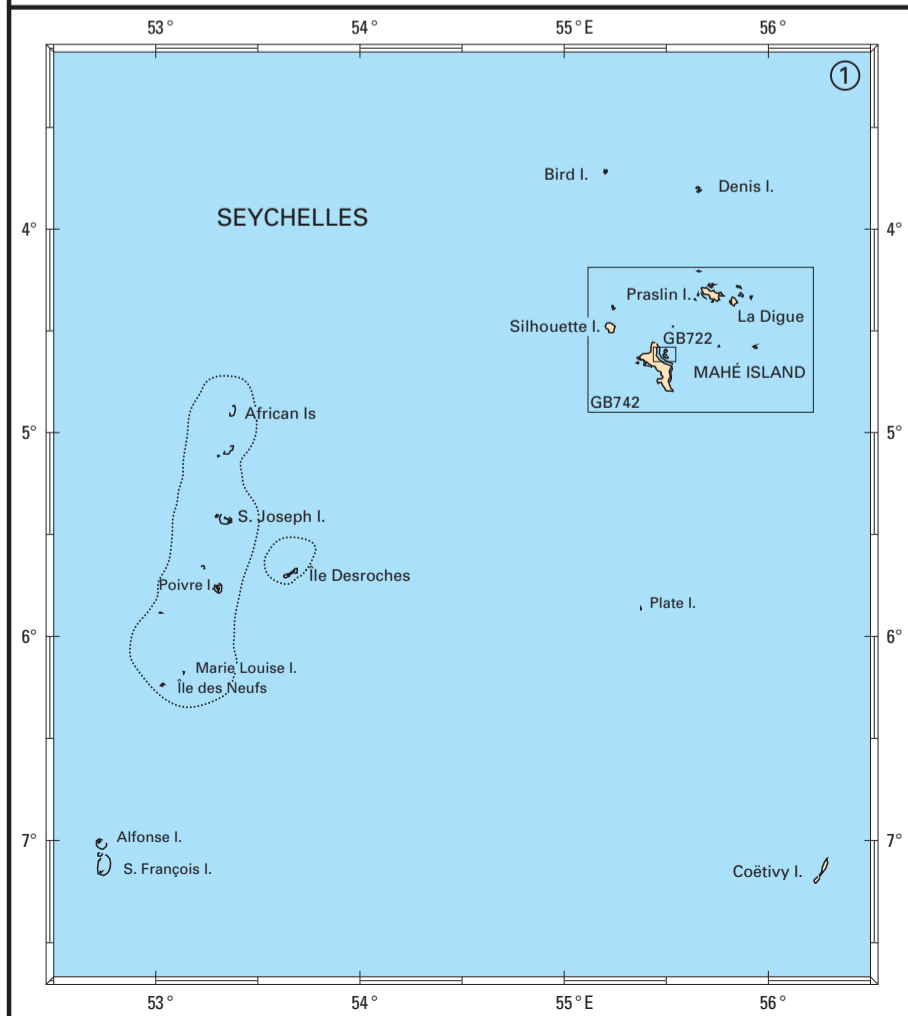 53° 54° 55°E 56°
①
Bird I.
Denis I.
SEYCHELLES
4° 4°
Praslin I.
La Digue
Silhouette I.
GB722
MAHÉ ISLAND
GB742
African Is
5° 5°
S. Joseph I.
Île Desroches
Poivre I.
Plate I.
6° 6°
Marie Louise I.
Île des Neufs
7° 7°
Alfonse I.
S. François I.
Coëtivy I.
53° 54° 55°E 56°